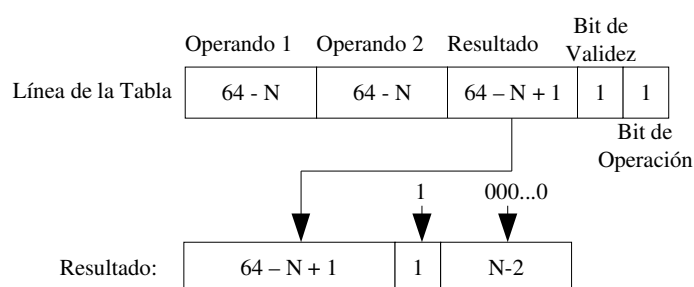 Bit de
Operando 1 Operando 2 Resultado Validez
Línea de la Tabla 64 - N 64 - N 64 – N + 1 1 1
Bit de
Operación
1 000...0
Resultado: 64 – N + 1 1 N-2